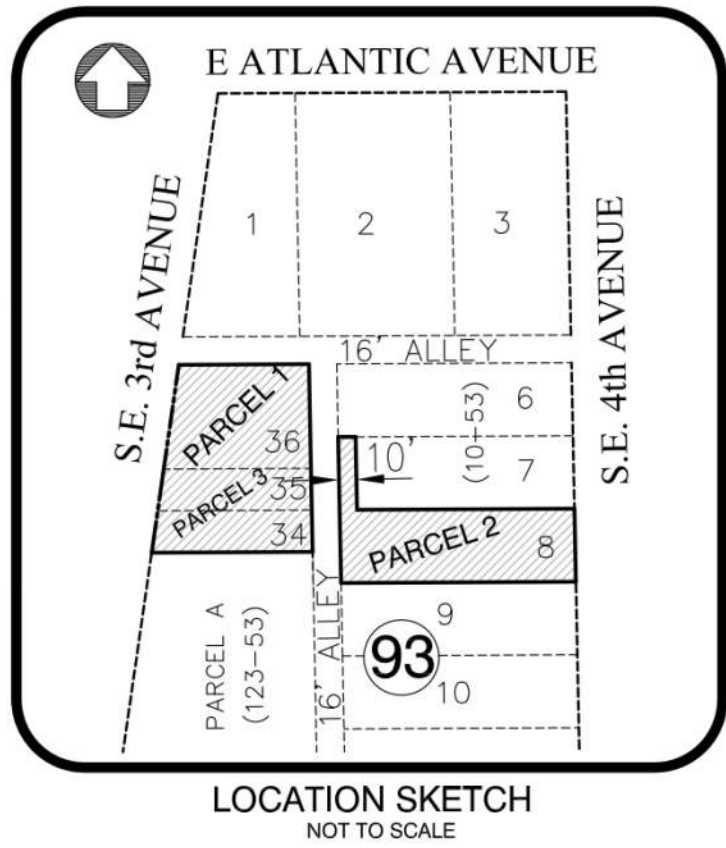 E ATLANTIC AVENUE
S.E. 3rd AVENUE
S.E. 4th AVENUE
1
2
3
16' ALLEY
PARCEL 1
36
PARCEL 3
35
34
10'
(10-53)
6
7
PARCEL 2
8
PARCEL A
(123-53)
16' ALLEY
9
93
10
LOCATION SKETCH
NOT TO SCALE